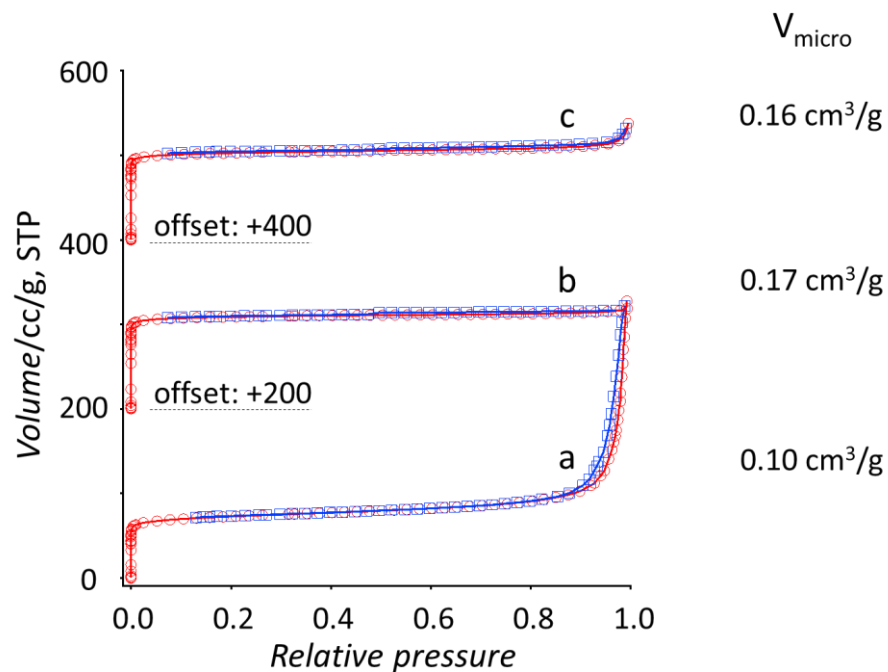 V_micro
600
c
0.16 cm³/g
offset: +400
400
b
0.17 cm³/g
offset: +200
200
a
0.10 cm³/g
0
0.0 0.2 0.4 0.6 0.8 1.0
Relative pressure
Volume/cc/g, STP